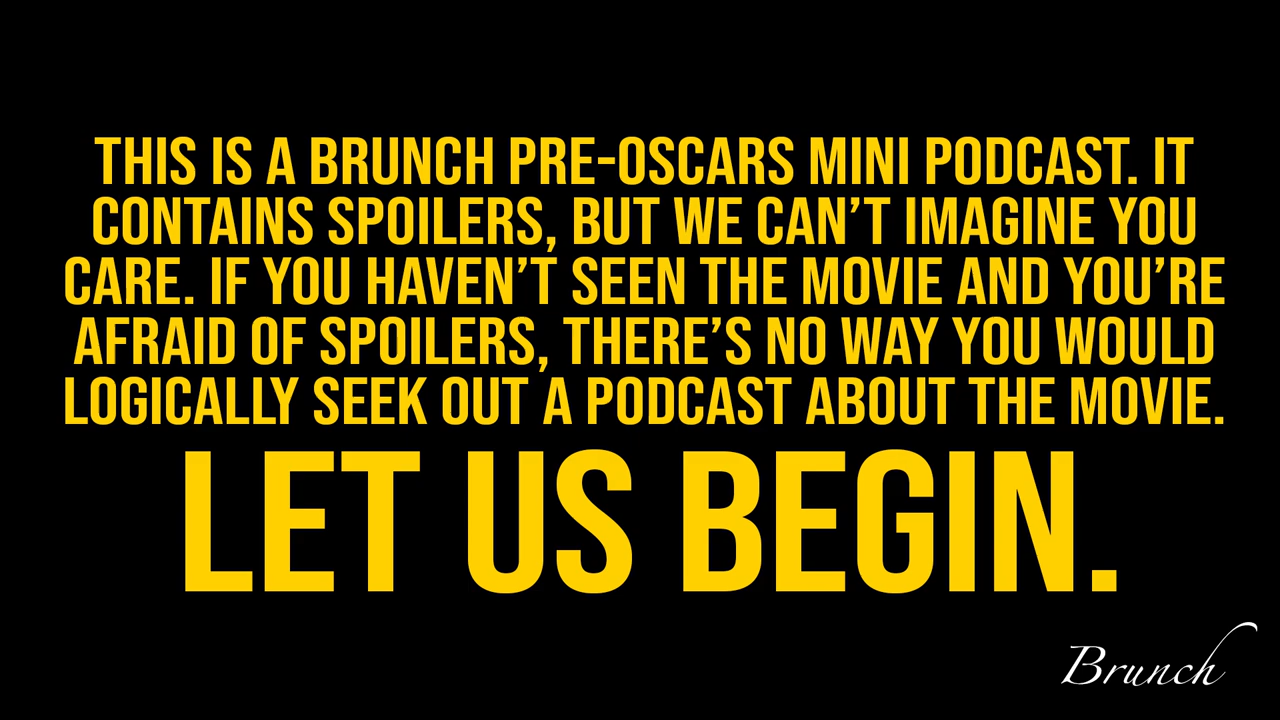 THIS IS A BRUNCH PRE-OSCARS MINI PODCAST. IT
CONTAINS SPOILERS, BUT WE CAN’T IMAGINE YOU
CARE. IF YOU HAVEN’T SEEN THE MOVIE AND YOU’RE
AFRAID OF SPOILERS, THERE’S NO WAY YOU WOULD
LOGICALLY SEEK OUT A PODCAST ABOUT THE MOVIE.
LET US BEGIN.
Brunch